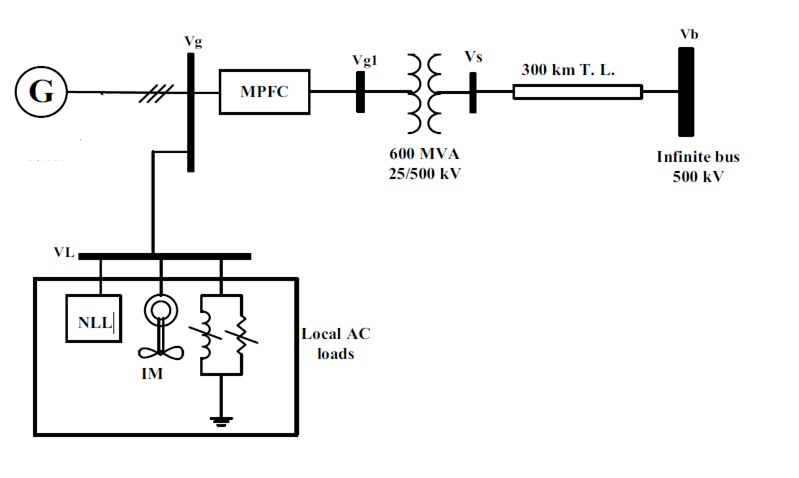 Vg
G
MPFC
Vg1
Vs
300 km T. L.
Vb
600 MVA
25/500 kV
Infinite bus
500 kV
VL
NLL
IM
Local AC
loads